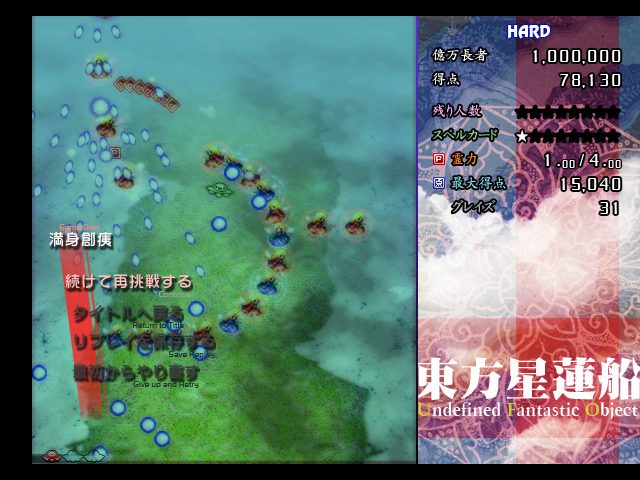 HARD
億万長者 1,000,000
得点 78,130
残り人数
スペルカード
P 霊力 1.00/4.00
最大得点 15,040
グレイズ 31
P
Game Over
満身創痍
続けて再挑戦する
Continue
タイトルへ戻る
Return to Title
リプレイを保存する
Save Replay
最初からやり直す
Give up and Retry
東方星蓮船
Undefined Fantastic Object